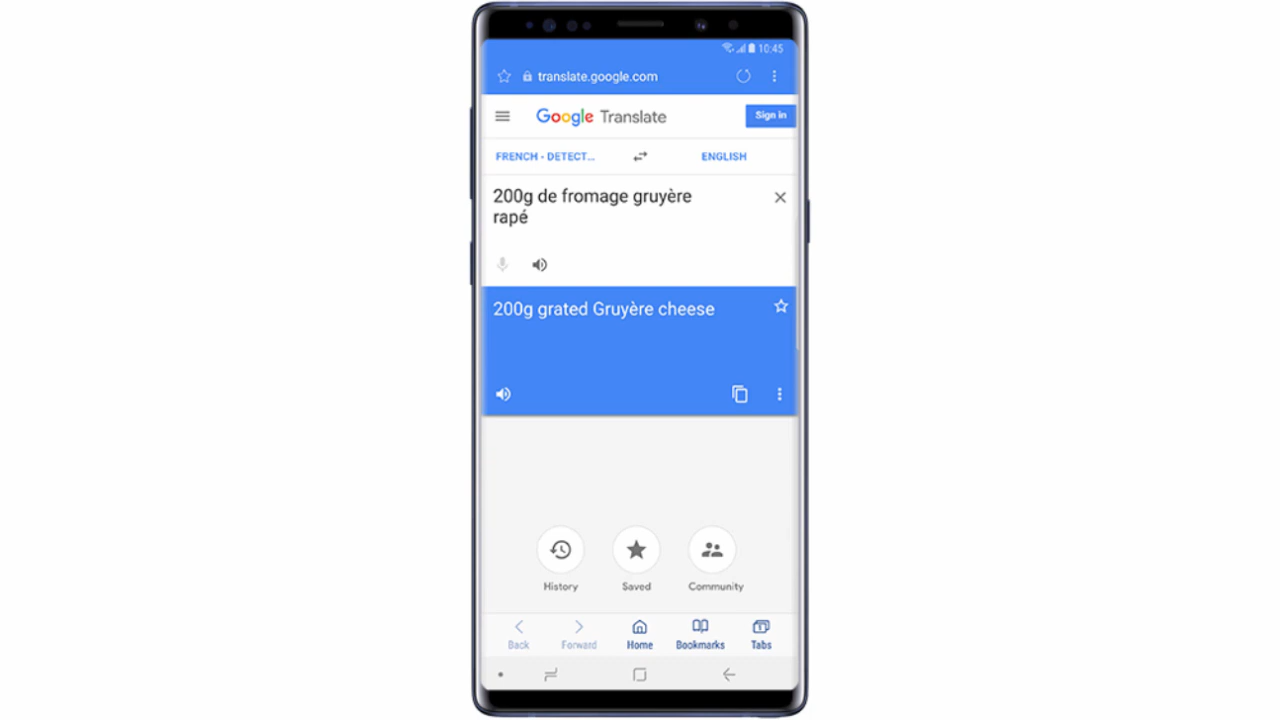 10:45
translate.google.com
Google Translate
Sign in
FRENCH - DETECT...
ENGLISH
200g de fromage gruyère
rapé
200g grated Gruyère cheese
History
Saved
Community
Back
Forward
Home
1
Bookmarks
Tabs